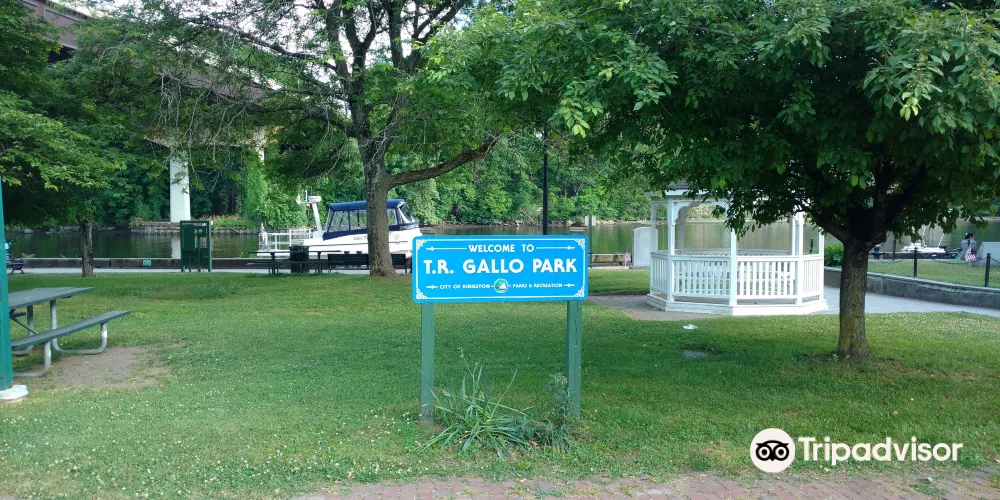 WELCOME TO
T.R. GALLO PARK
CITY OF KINGSTON PARKS & RECREATION
Tripadvisor